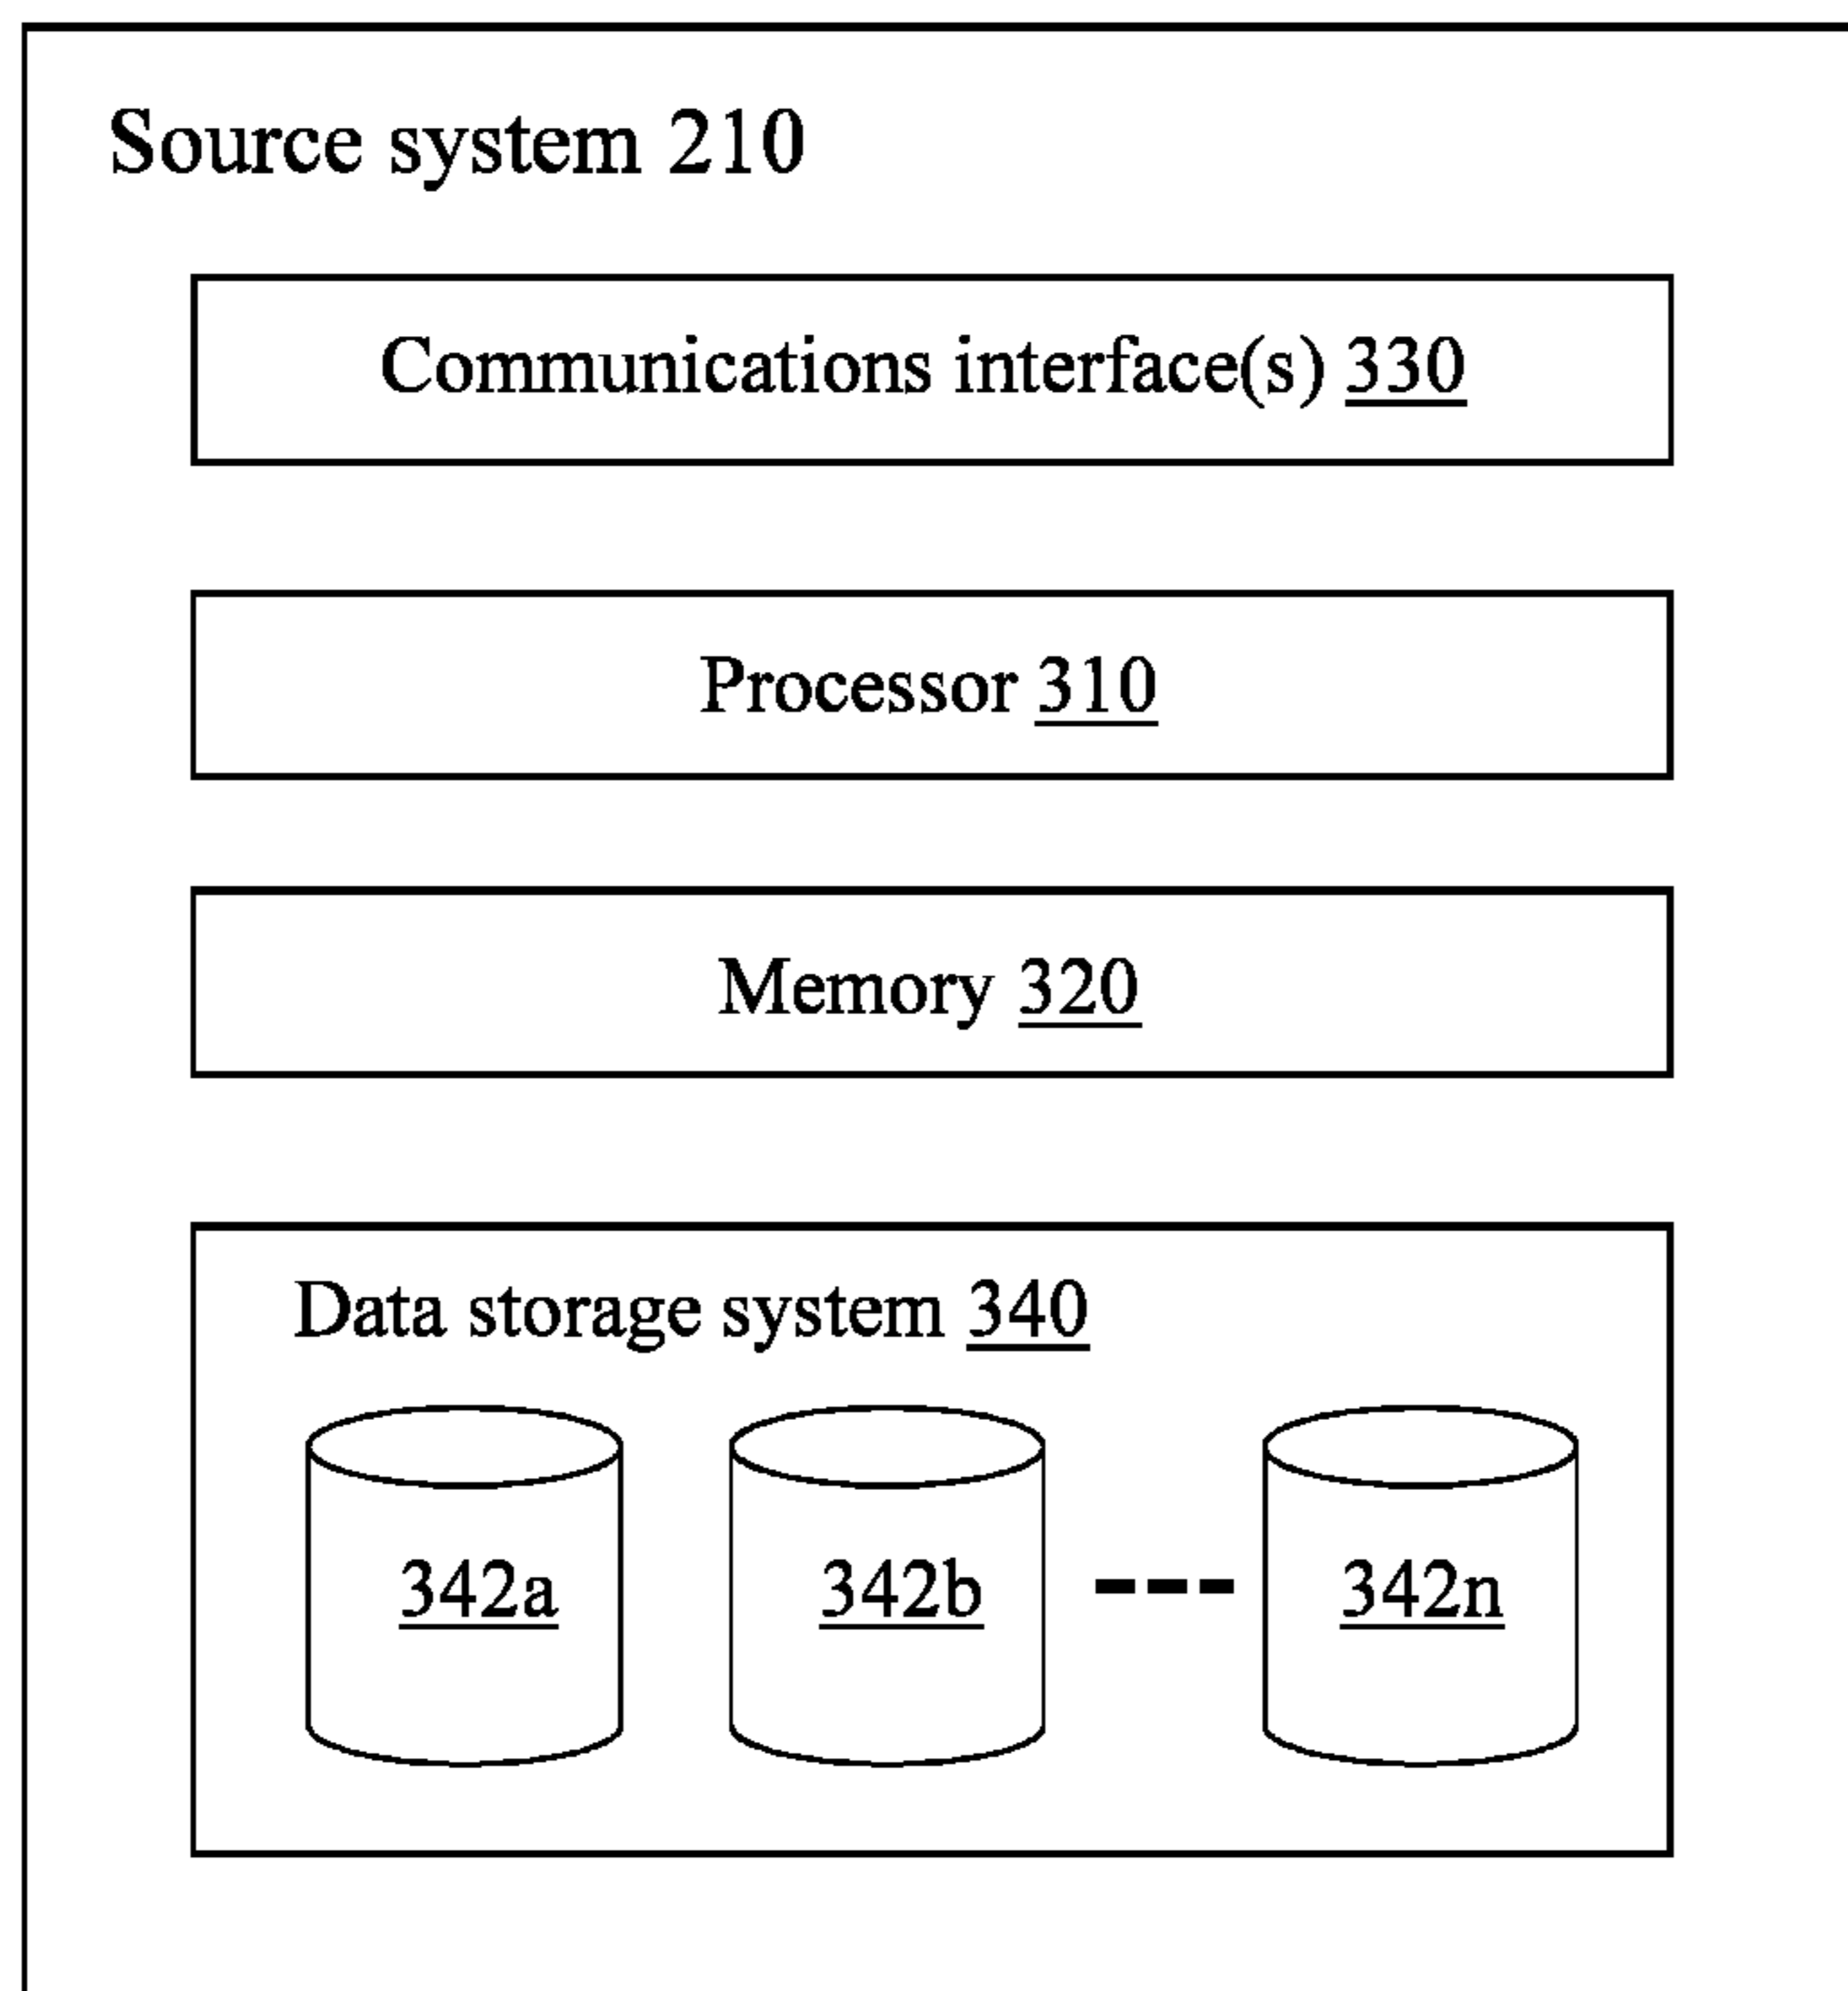 Source system 210
Communications interface(s) 330
Processor 310
Memory 320
Data storage system 340
342a 342b 342n